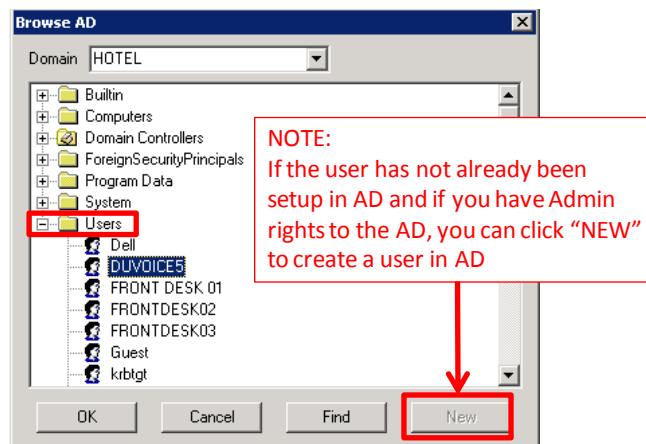 Browse AD
Domain HOTEL
Builtin
Computers
Domain Controllers
ForeignSecurityPrincipals
Program Data
System
Users
Dell
DUVOICE5
FRONT DESK 01
FRONTDESK02
FRONTDESK03
Guest
krbtgt
NOTE:
If the user has not already been
setup in AD and if you have Admin
rights to the AD, you can click “NEW”
to create a user in AD
OK Cancel Find New